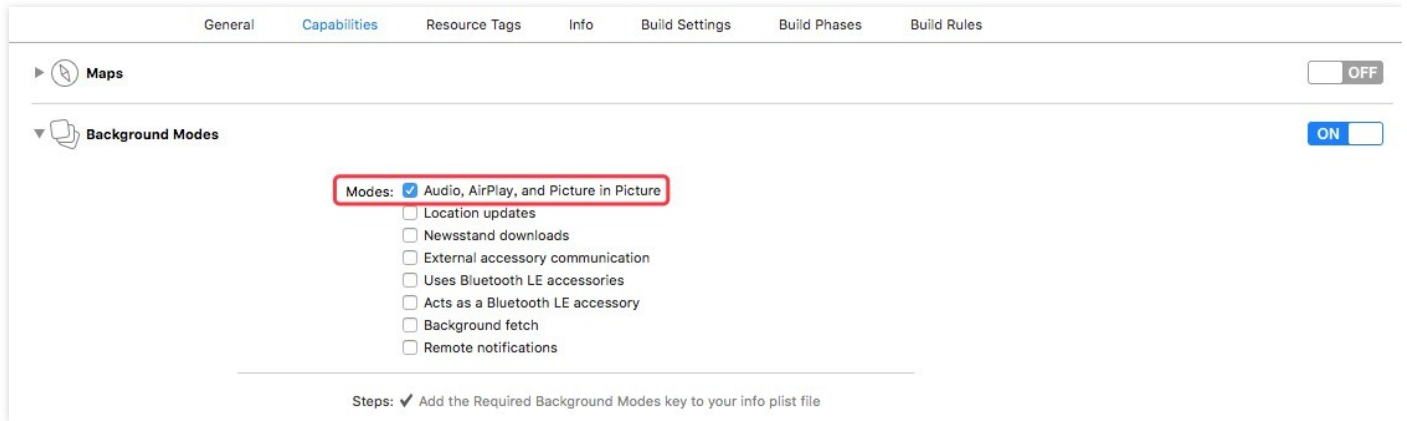 General Capabilities Resource Tags Info Build Settings Build Phases Build Rules
Maps OFF
Background Modes ON
Modes: Audio, AirPlay, and Picture in Picture
Location updates
Newsstand downloads
External accessory communication
Uses Bluetooth LE accessories
Acts as a Bluetooth LE accessory
Background fetch
Remote notifications
Steps: ✔ Add the Required Background Modes key to your info plist file